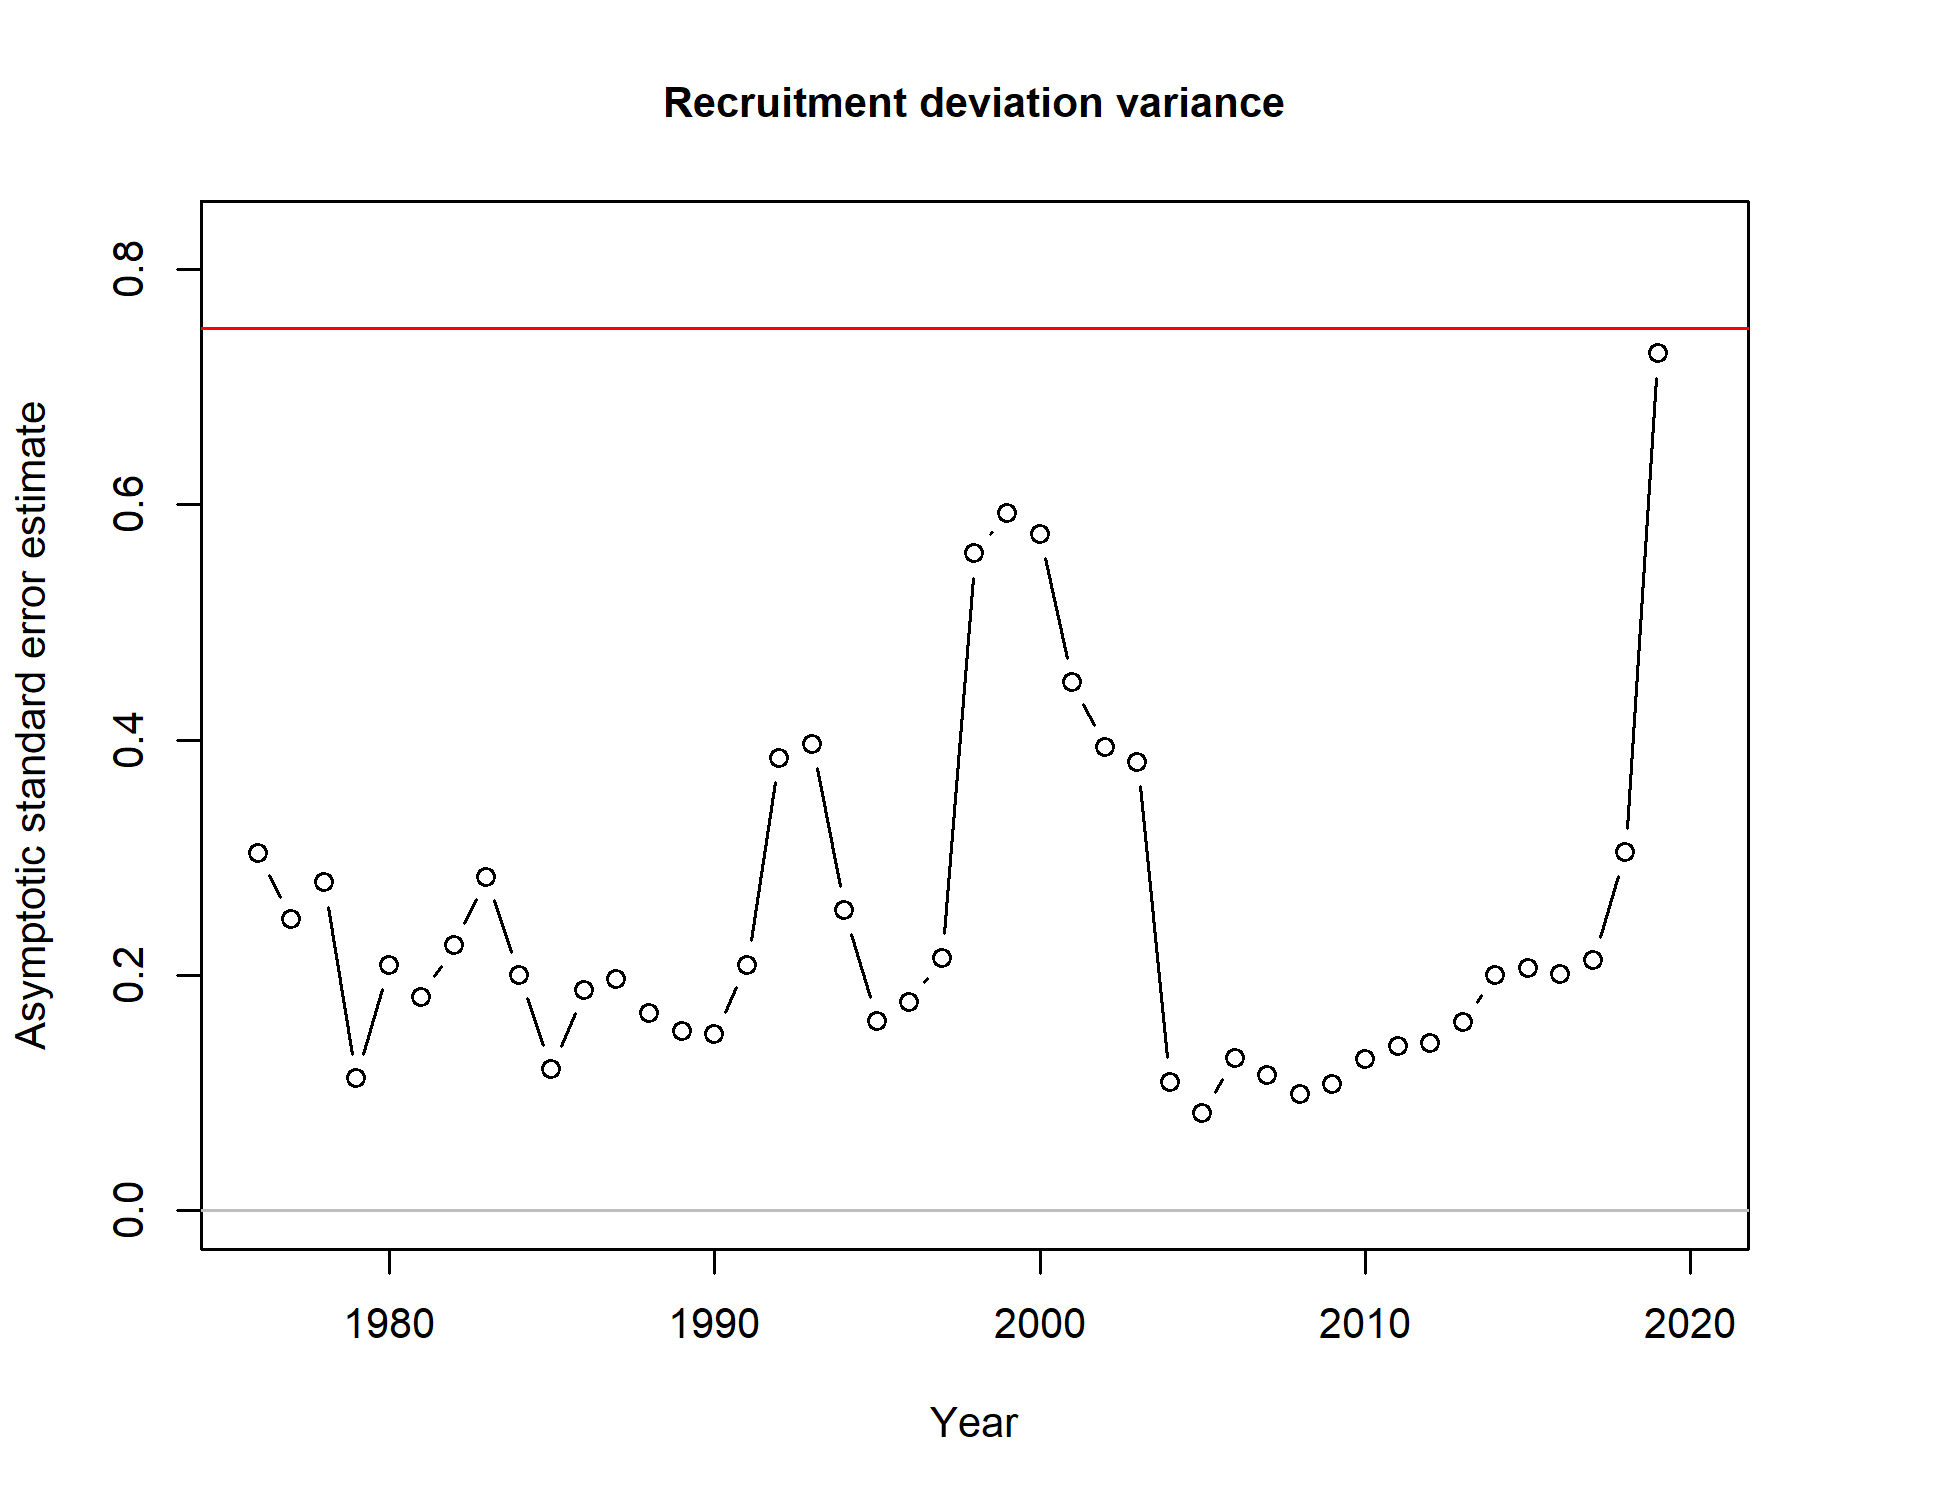 Recruitment deviation variance
Asymptotic standard error estimate
0.8
0.6
0.4
0.2
0.0
1980 1990 2000 2010 2020
Year